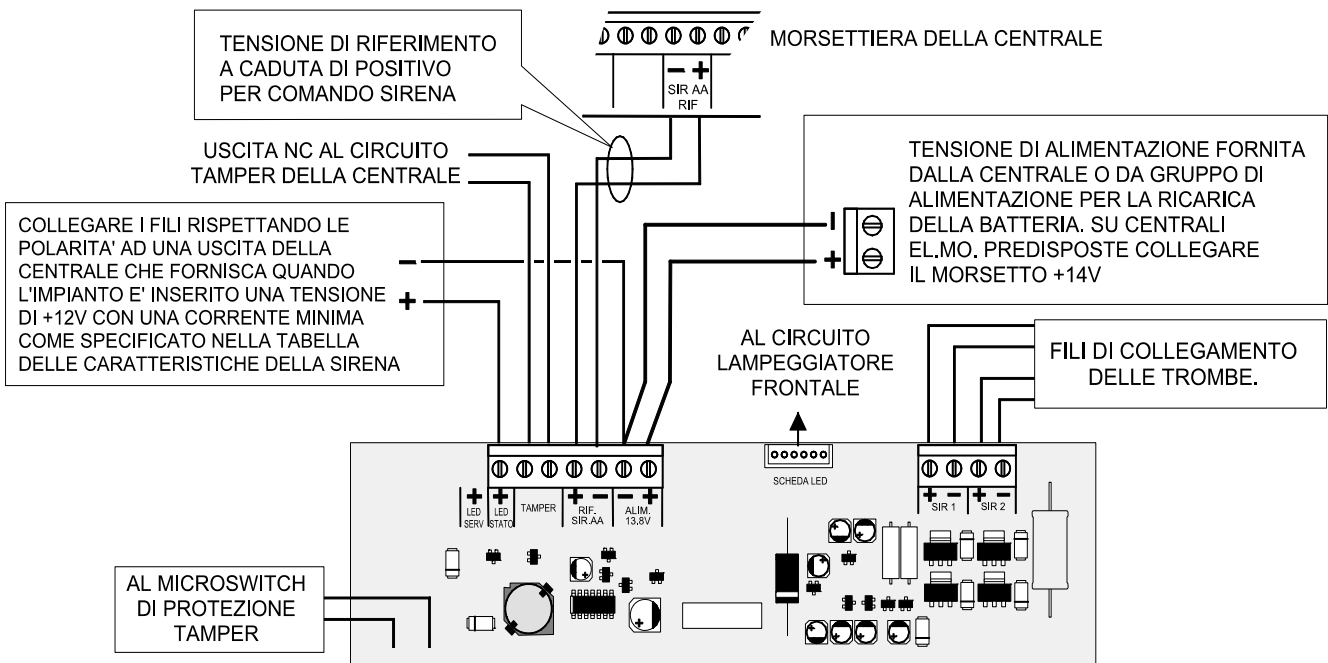 TENSIONE DI RIFERIMENTO
A CADUTA DI POSITIVO
PER COMANDO SIRENA
MORSETTIERA DELLA CENTRALE
− +
SIR AA
RIF
USCITA NC AL CIRCUITO
TAMPER DELLA CENTRALE
TENSIONE DI ALIMENTAZIONE FORNITA
DALLA CENTRALE O DA GRUPPO DI
ALIMENTAZIONE PER LA RICARICA
DELLA BATTERIA. SU CENTRALI
EL.MO. PREDISPOSTE COLLEGARE
IL MORSETTO +14V
−
+
COLLEGARE I FILI RISPETTANDO LE
POLARITA' AD UNA USCITA DELLA
CENTRALE CHE FORNISCA QUANDO
L'IMPIANTO E' INSERITO UNA TENSIONE
DI +12V CON UNA CORRENTE MINIMA
COME SPECIFICATO NELLA TABELLA
DELLE CARATTERISTICHE DELLA SIRENA
−
+
AL CIRCUITO
LAMPEGGIATORE
FRONTALE
FILI DI COLLEGAMENTO
DELLE TROMBE.
SCHEDA LED
+ + + − − +
LED
SERV
LED
STATO
TAMPER
RIF.
SIR.AA
ALIM.
13,8V
+ − + −
SIR 1 SIR 2
AL MICROSWITCH
DI PROTEZIONE
TAMPER